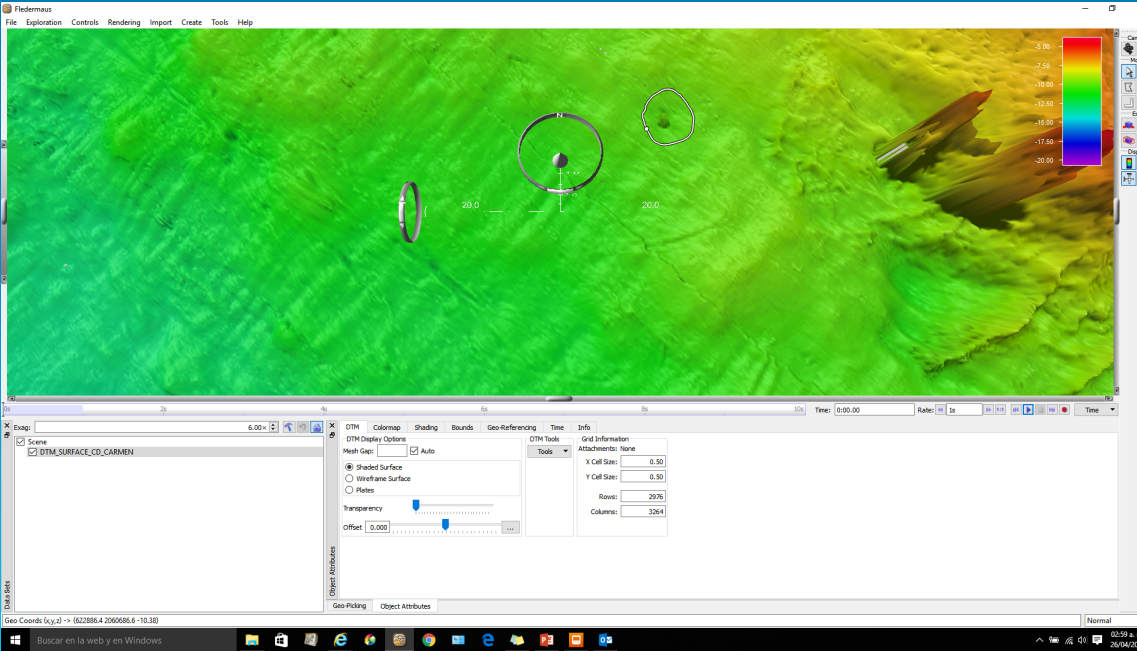 Fledermaus
File Exploration Controls Rendering Import Create Tools Help
-5.00
-7.50
-10.00
-12.50
-15.00
-17.50
-20.00
N
20.0 20.0
0s 2s 4s 6s 8s 10s Time: 0:00.00 Rate: 1s 1:1 Time
Exag: 6.00×
Scene
DTM_SURFACE_CD_CARMEN
Data Sets
DTM Colormap Shading Bounds Geo-Referencing Time Info
DTM Display Options DTM Tools Grid Information
Mesh Gap: Auto Tools Attachments: None
Shaded Surface X Cell Size: 0.50
Wireframe Surface Y Cell Size: 0.50
Plates
Rows: 2976
Transparency Columns: 3264
Offset 0.000 ...
Object Attributes
Geo-Picking Object Attributes
Geo Coords (x,y,z) -> (622886.4 2060686.6 -10.38) Normal
Buscar en la web y en Windows 02:59 a.